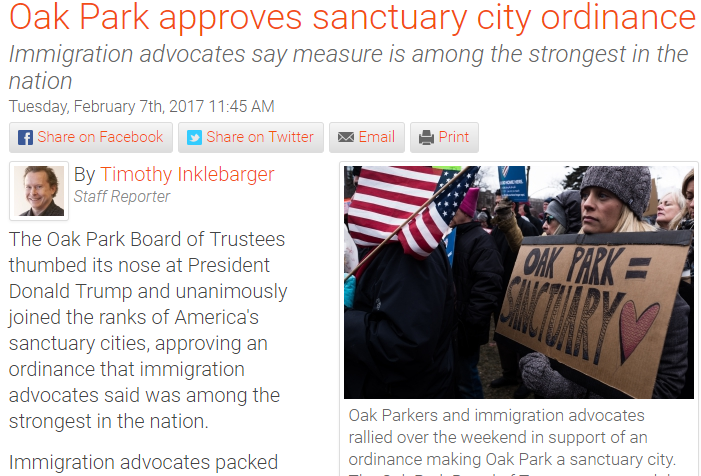 Oak Park approves sanctuary city ordinance
Immigration advocates say measure is among the strongest in the
nation
Tuesday, February 7th, 2017 11:45 AM
Share on Facebook
Share on Twitter
Email
Print
By Timothy Inklebarger
Staff Reporter
The Oak Park Board of Trustees
thumbed its nose at President
Donald Trump and unanimously
joined the ranks of America's
sanctuary cities, approving an
ordinance that immigration
advocates said was among the
strongest in the nation.
Immigration advocates packed
OAK PARK =
SANCTUARY
Oak Parkers and immigration advocates
rallied over the weekend in support of an
ordinance making Oak Park a sanctuary city.